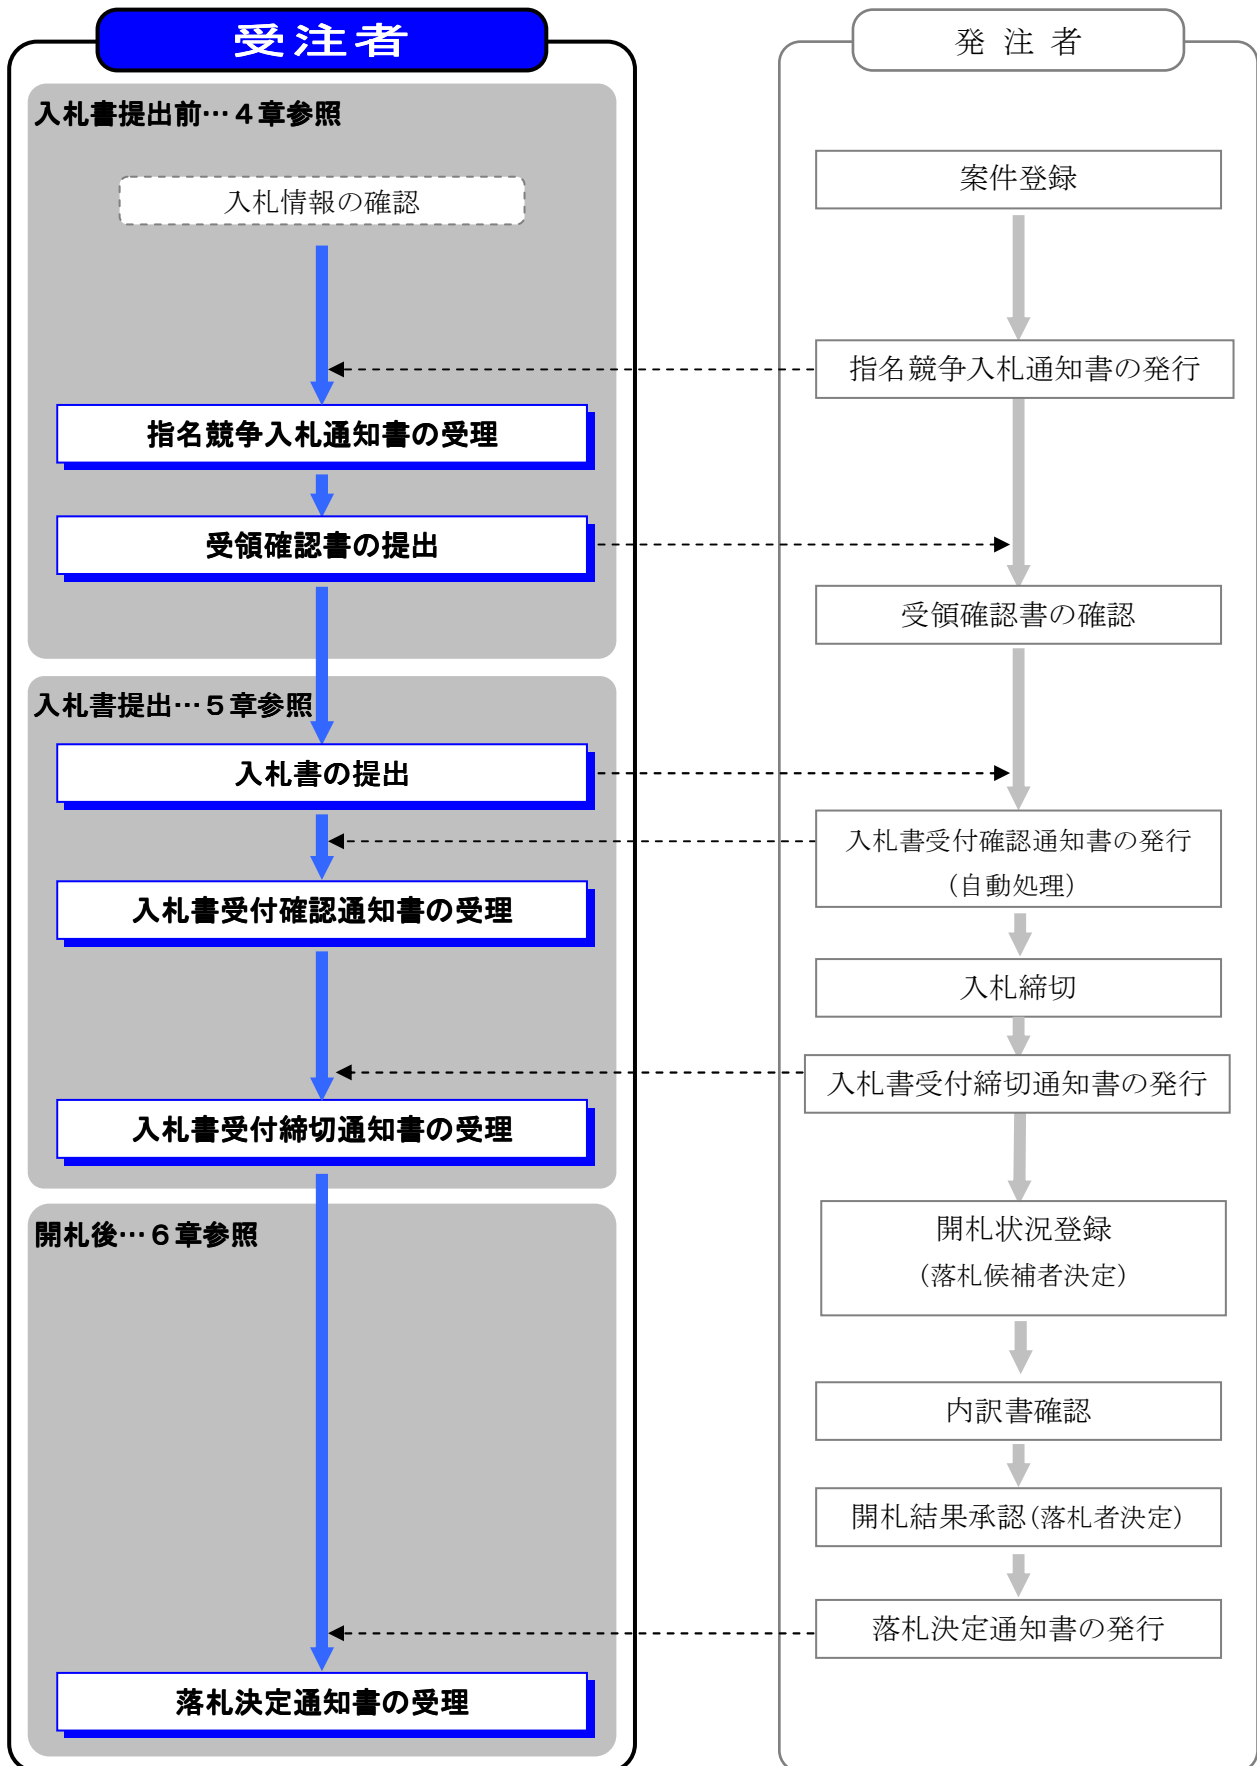 受注者
入札書提出前…４章参照
入札情報の確認
指名競争入札通知書の受理
受領確認書の提出
入札書提出…５章参照
入札書の提出
入札書受付確認通知書の受理
入札書受付締切通知書の受理
開札後…６章参照
落札決定通知書の受理
発 注 者
案件登録
指名競争入札通知書の発行
受領確認書の確認
入札書受付確認通知書の発行
（自動処理）
入札締切
入札書受付締切通知書の発行
開札状況登録
（落札候補者決定）
内訳書確認
開札結果承認（落札者決定）
落札決定通知書の発行